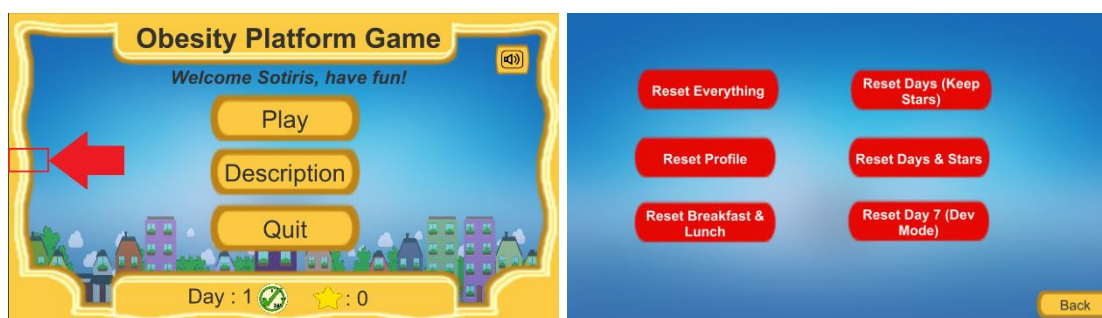 Obesity Platform Game
Welcome Sotiris, have fun!
Play
Description
Quit
Day : 1
: 0
Reset Everything
Reset Days (Keep
Stars)
Reset Profile
Reset Days & Stars
Reset Breakfast &
Lunch
Reset Day 7 (Dev
Mode)
Back